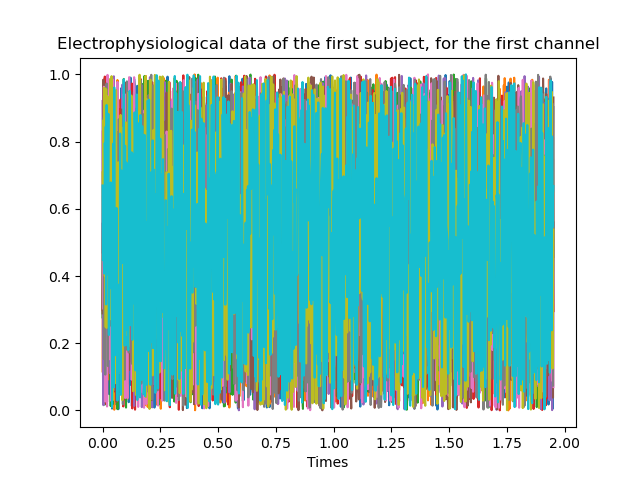 Electrophysiological data of the first subject, for the first channel
1.0
0.8
0.6
0.4
0.2
0.0
0.00 0.25 0.50 0.75 1.00 1.25 1.50 1.75 2.00
Times